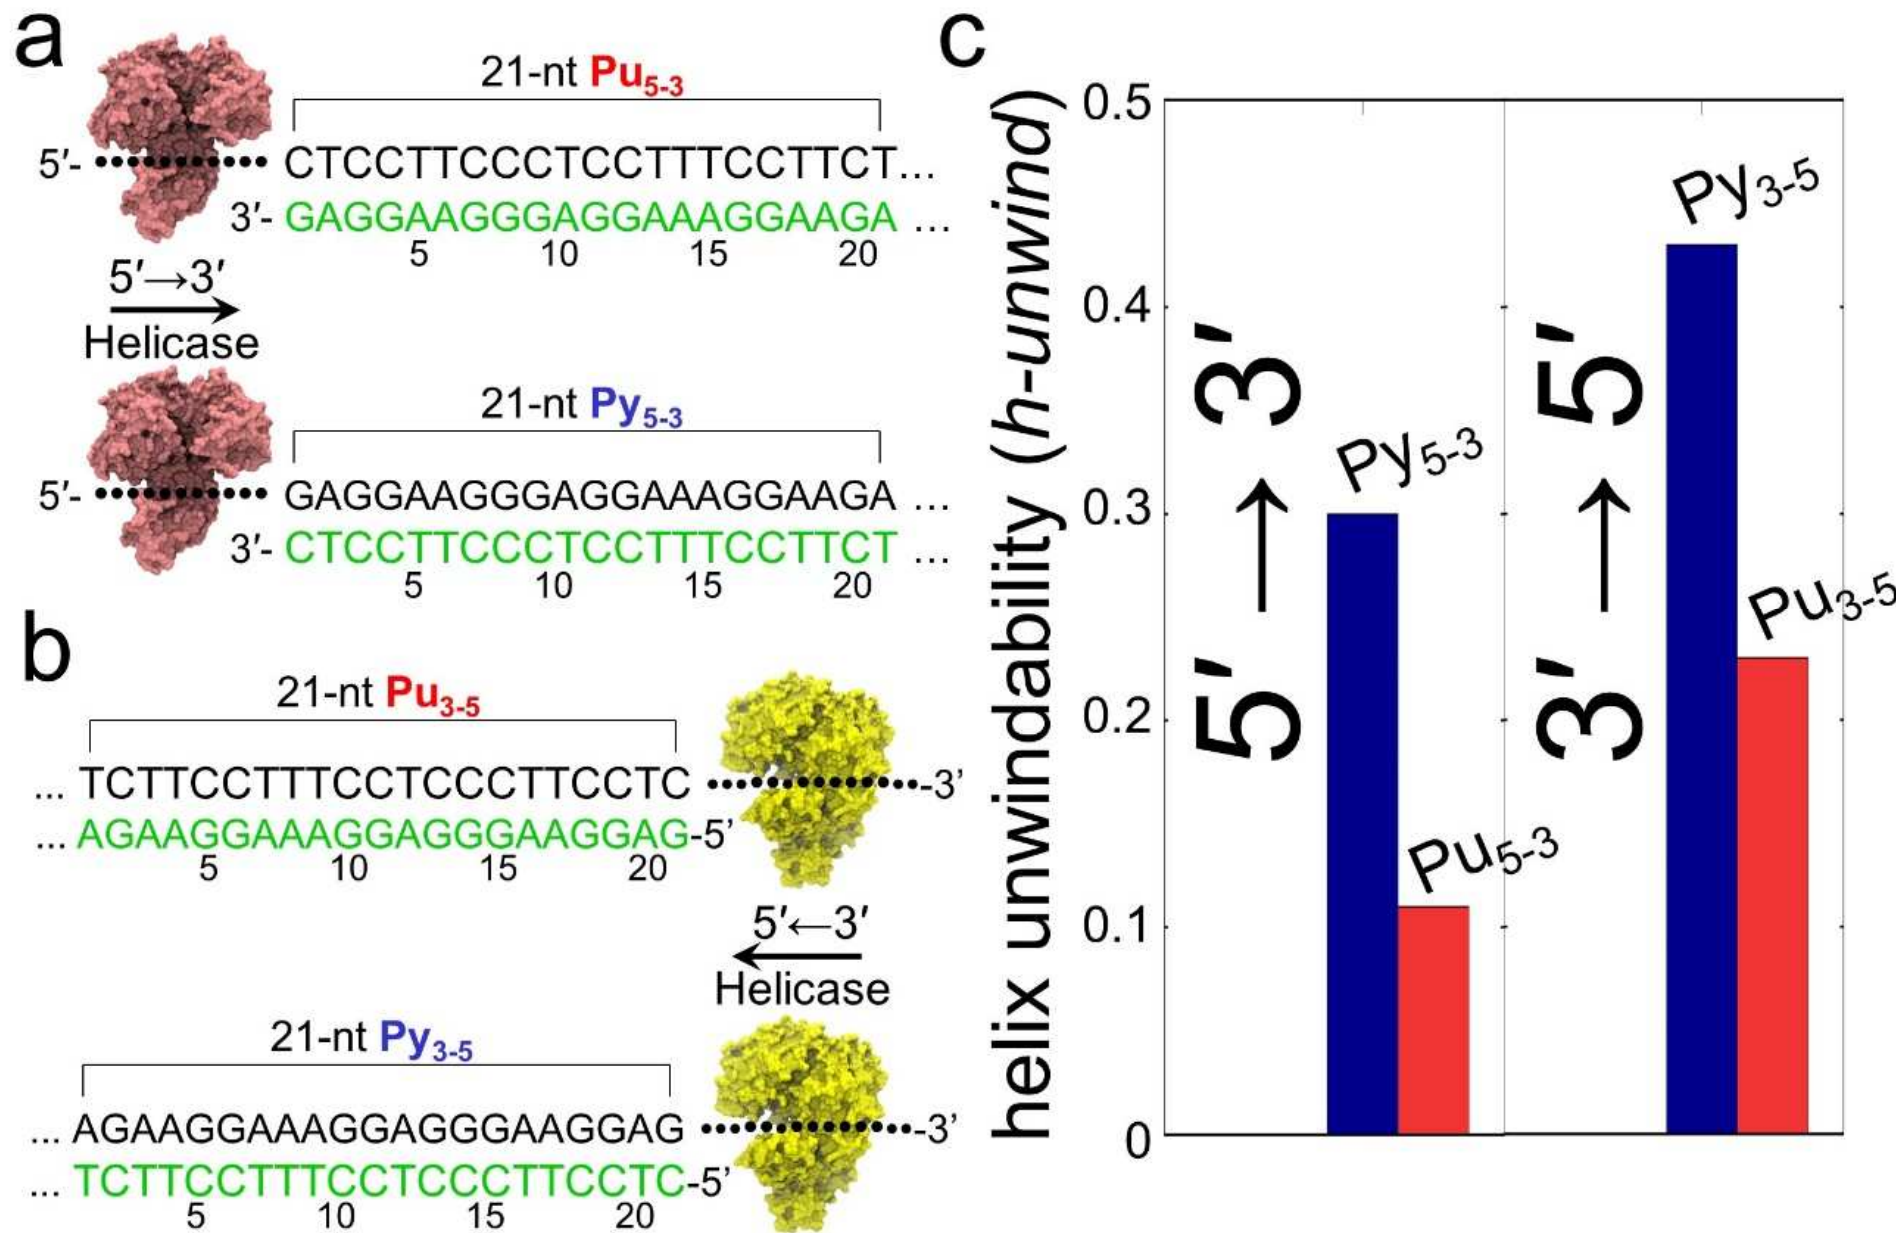 a
21-nt Pu5-3
5′- CTCCTTCCCTCCTTTCCTTCT...
3′- GAGGAAGGGAGGAAAGGAAGA ...
5 10 15 20
5′→3′
Helicase
21-nt Py5-3
5′- GAGGAAGGGAGGAAAGGAAGA ...
3′- CTCCTTCCCTCCTTTCCTTCT ...
5 10 15 20
b
21-nt Pu3-5
... TCTTCCTTTCCTCCCTTCCTC -3’
... AGAAGGAAAGGAGGGAAGGAG-5’
5 10 15 20
5′←3′
Helicase
21-nt Py3-5
... AGAAGGAAAGGAGGGAAGGAG -3’
... TCTTCCTTTCCTCCCTTCCTC-5’
5 10 15 20
c
helix unwindability (h-unwind)
0.5
0.4
0.3
0.2
0.1
0
5′→3′
Py5-3
Pu5-3
3′→5′
Py3-5
Pu3-5